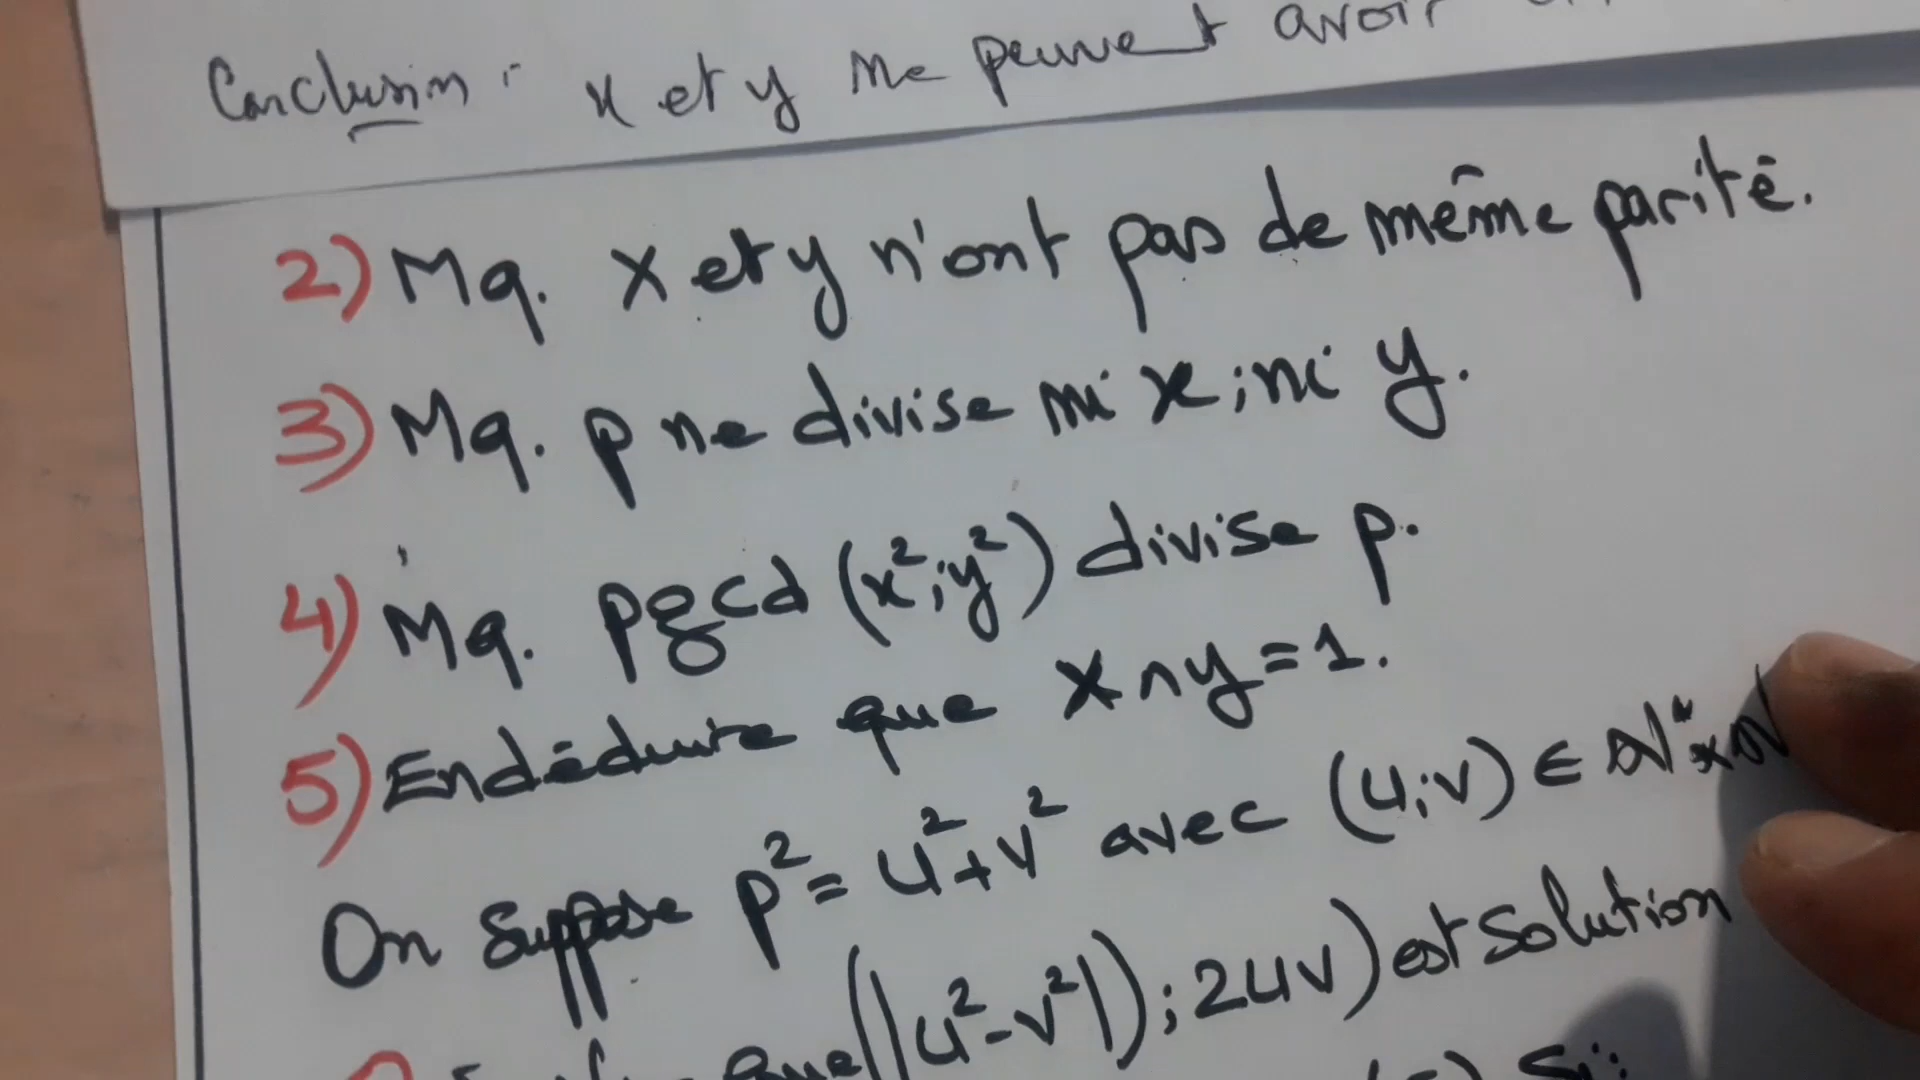 Conclusion : x et y ne peuvent avoir
2) Mq. x et y n'ont pas de même parité.
3) Mq. p ne divise ni x ; ni y.
4) Mq. pgcd (x² ; y²) divise p.
5) En déduire que x ∧ y = 1.
On suppose p² = u² + v² avec (u ; v) ∈ ℕ* x ℕ
que (|u² - v²|) ; 2uv) est solution
Si :